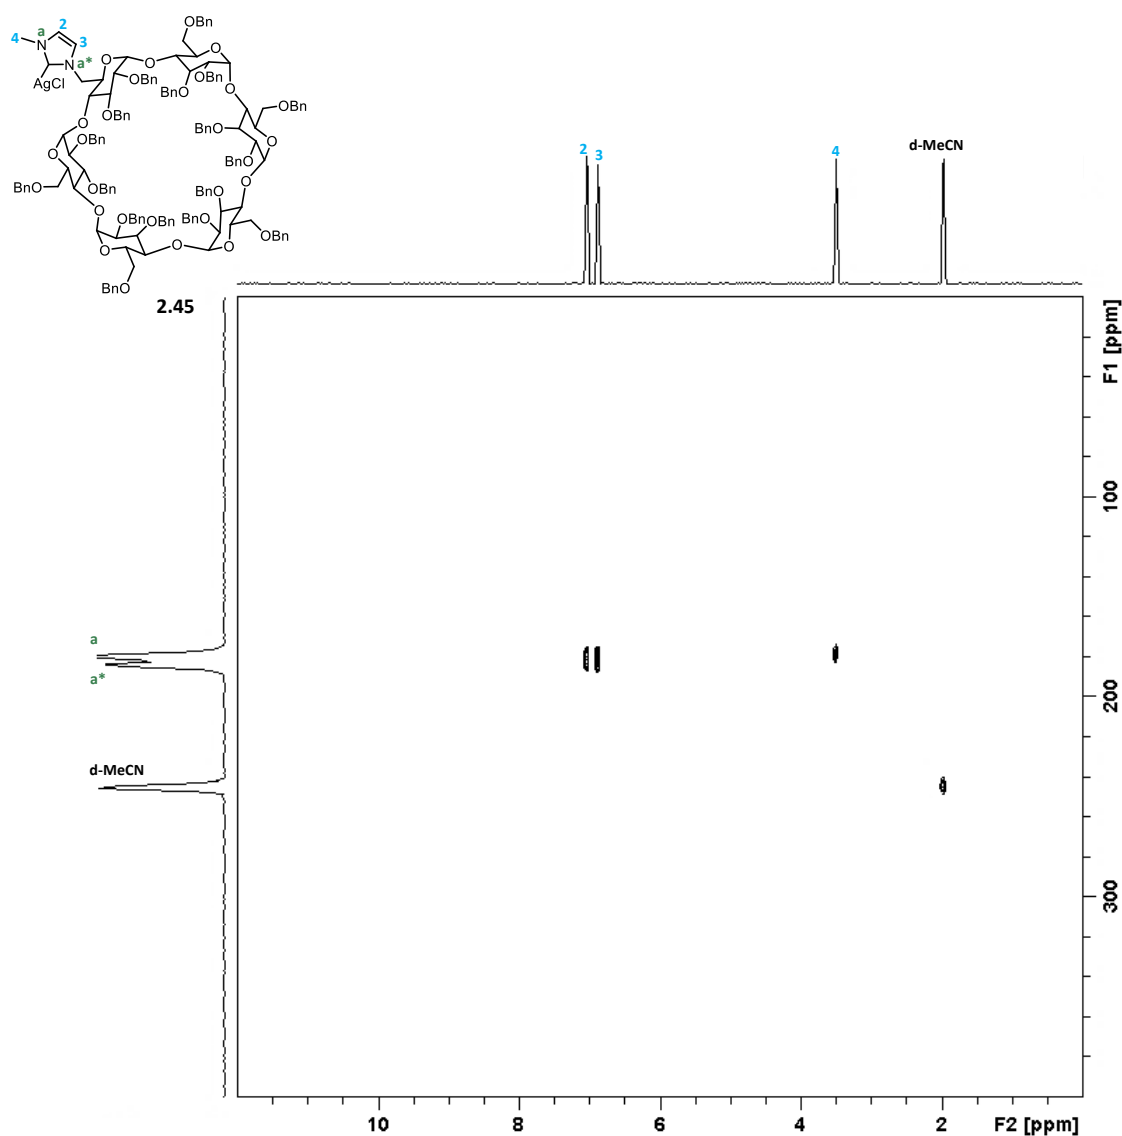 OBn
4 a 2
N 3
N a*
AgCl
O O O
OBn OBn
BnO O
OBn OBn
O BnO
OBn O
O BnO
BnO OBn O
BnO OBn
O OBn OBn BnO
O O O OBn
BnO
2.45
2 3 4 d-MeCN
a
a*
d-MeCN
F1 [ppm]
100
200
300
10 8 6 4 2 F2 [ppm]